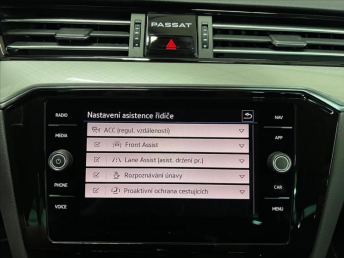 PASSAT
RADIO
MEDIA
PHONE
VOICE
Nastavení asistence řidiče
ACC (regul. vzdálenosti)
Front Assist
Lane Assist (asist. držení pr.)
Rozpoznávání únavy
Proaktivní ochrana cestujících
NAV
APP
CAR
MENU